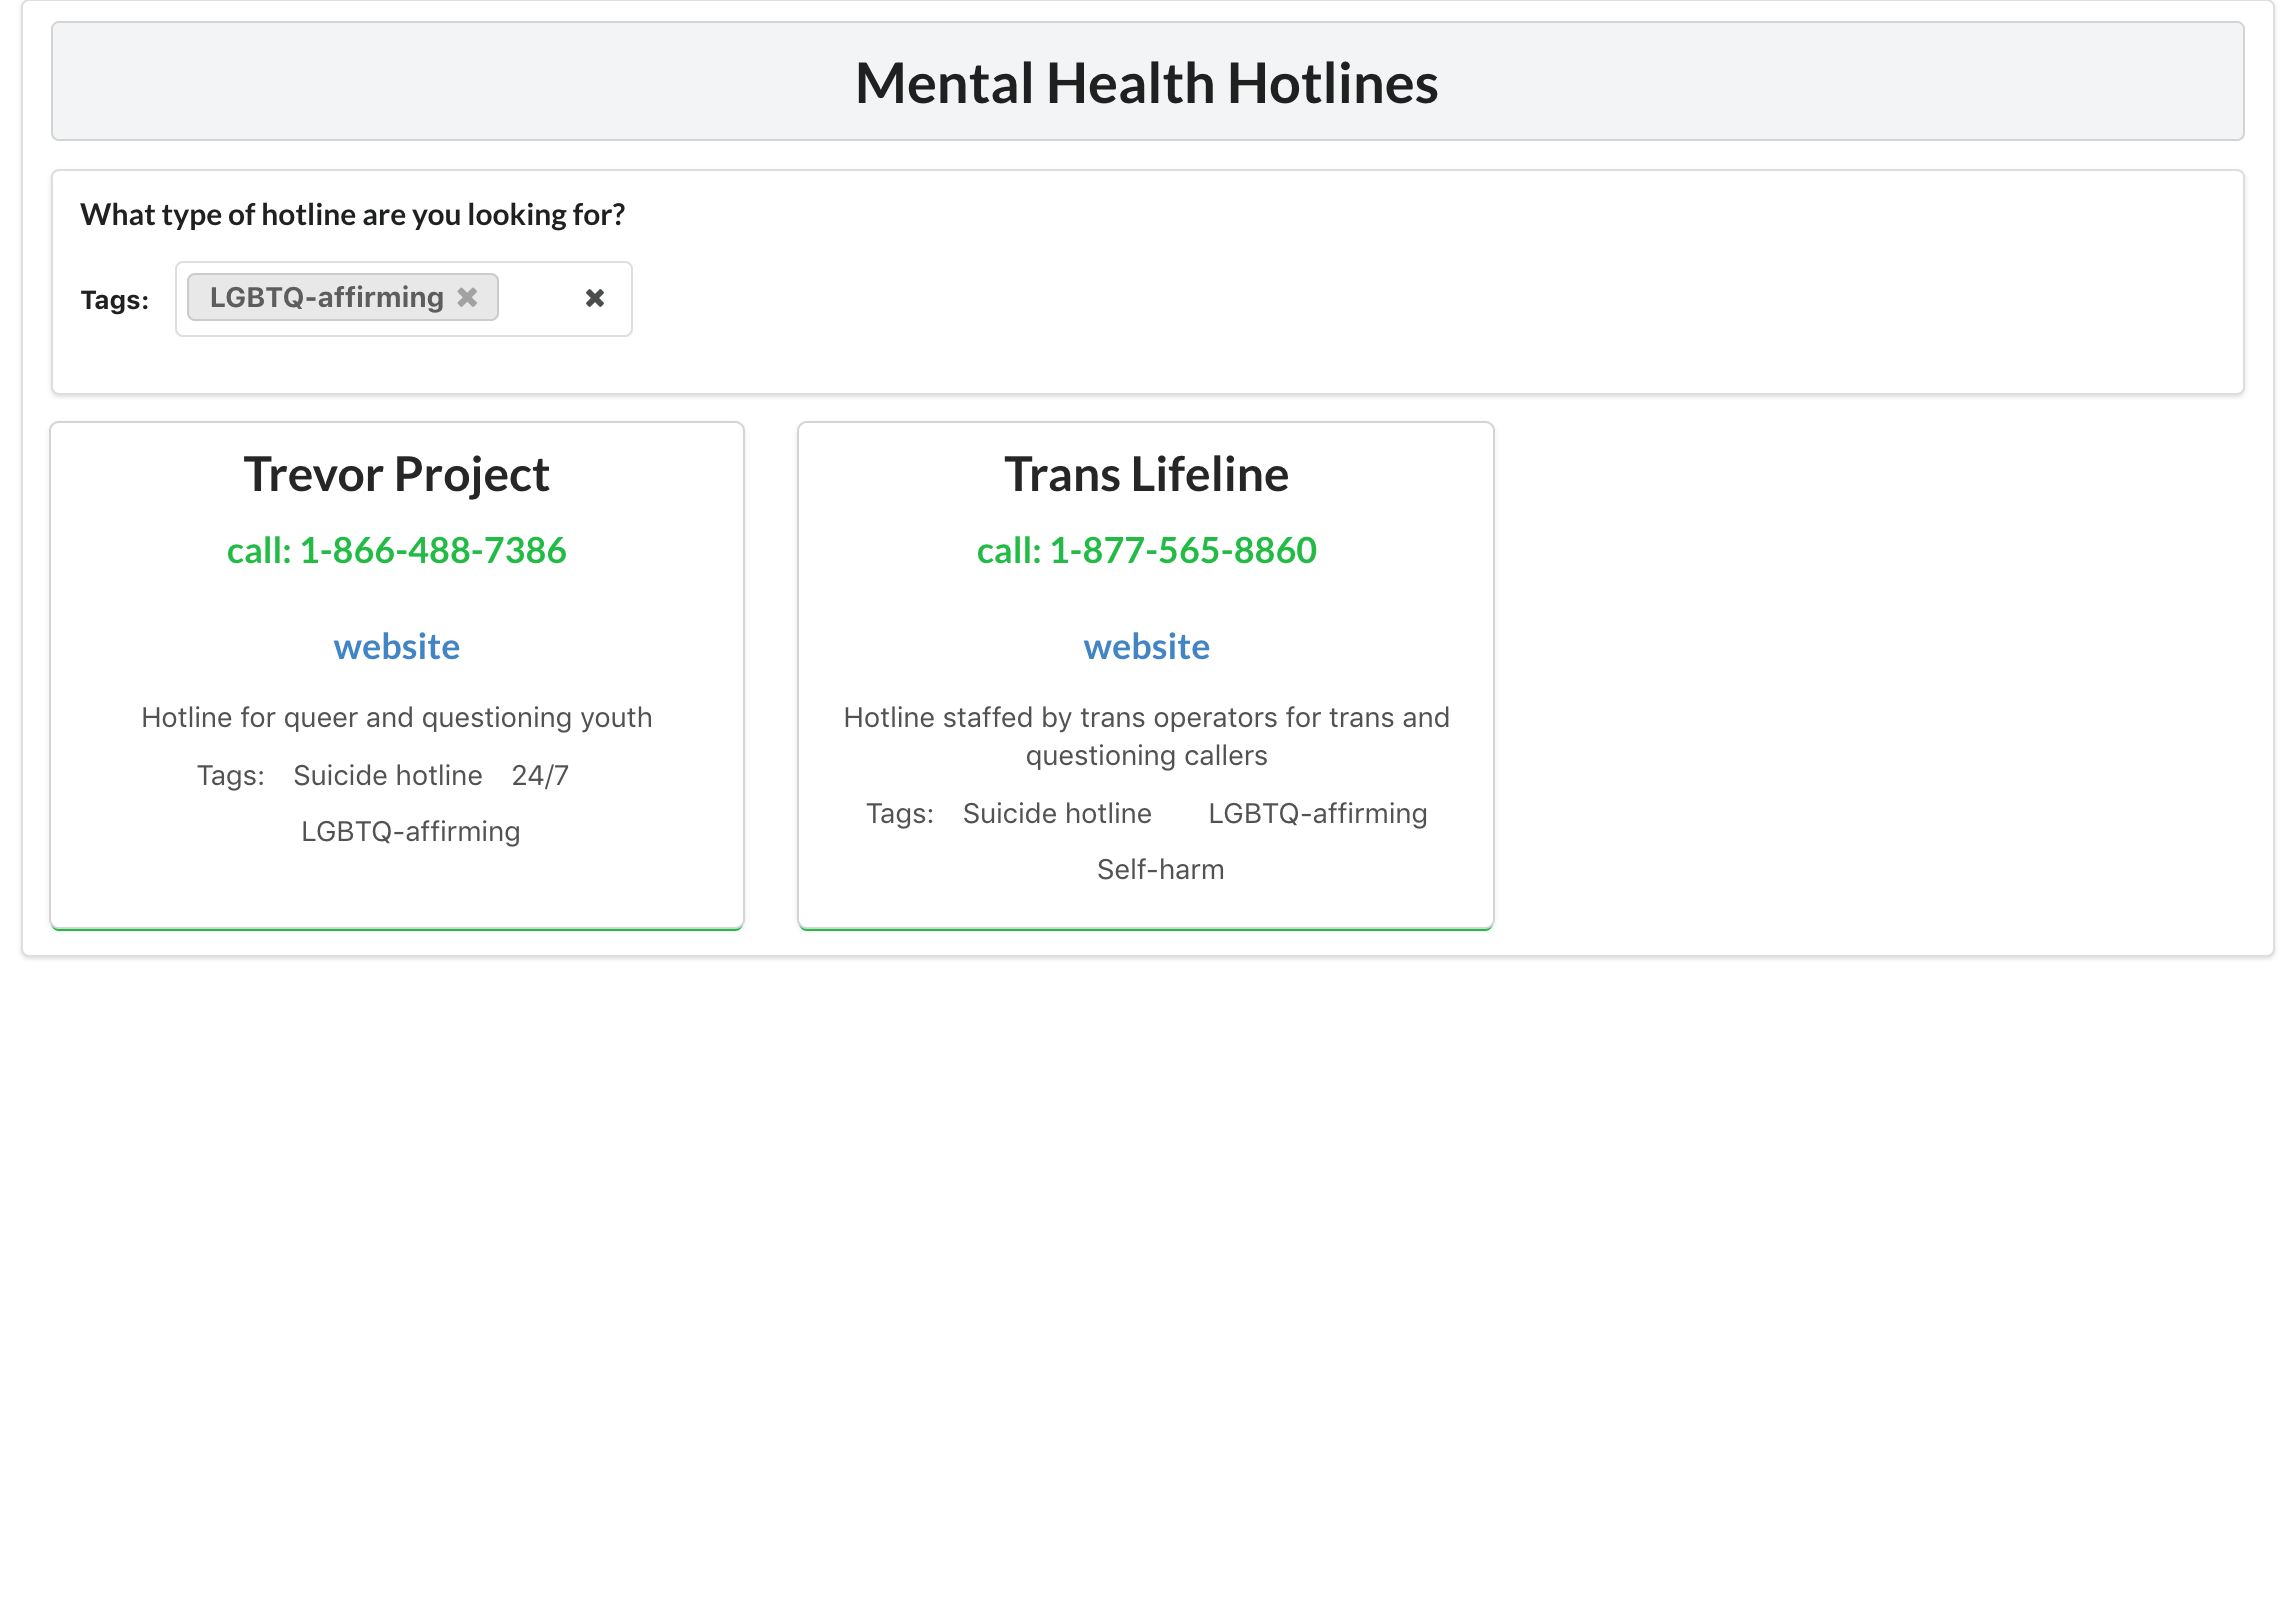 Mental Health Hotlines
What type of hotline are you looking for?
Tags: LGBTQ-affirming
Trevor Project
call: 1-866-488-7386
website
Hotline for queer and questioning youth
Tags: Suicide hotline 24/7
LGBTQ-affirming
Trans Lifeline
call: 1-877-565-8860
website
Hotline staffed by trans operators for trans and
questioning callers
Tags: Suicide hotline LGBTQ-affirming
Self-harm